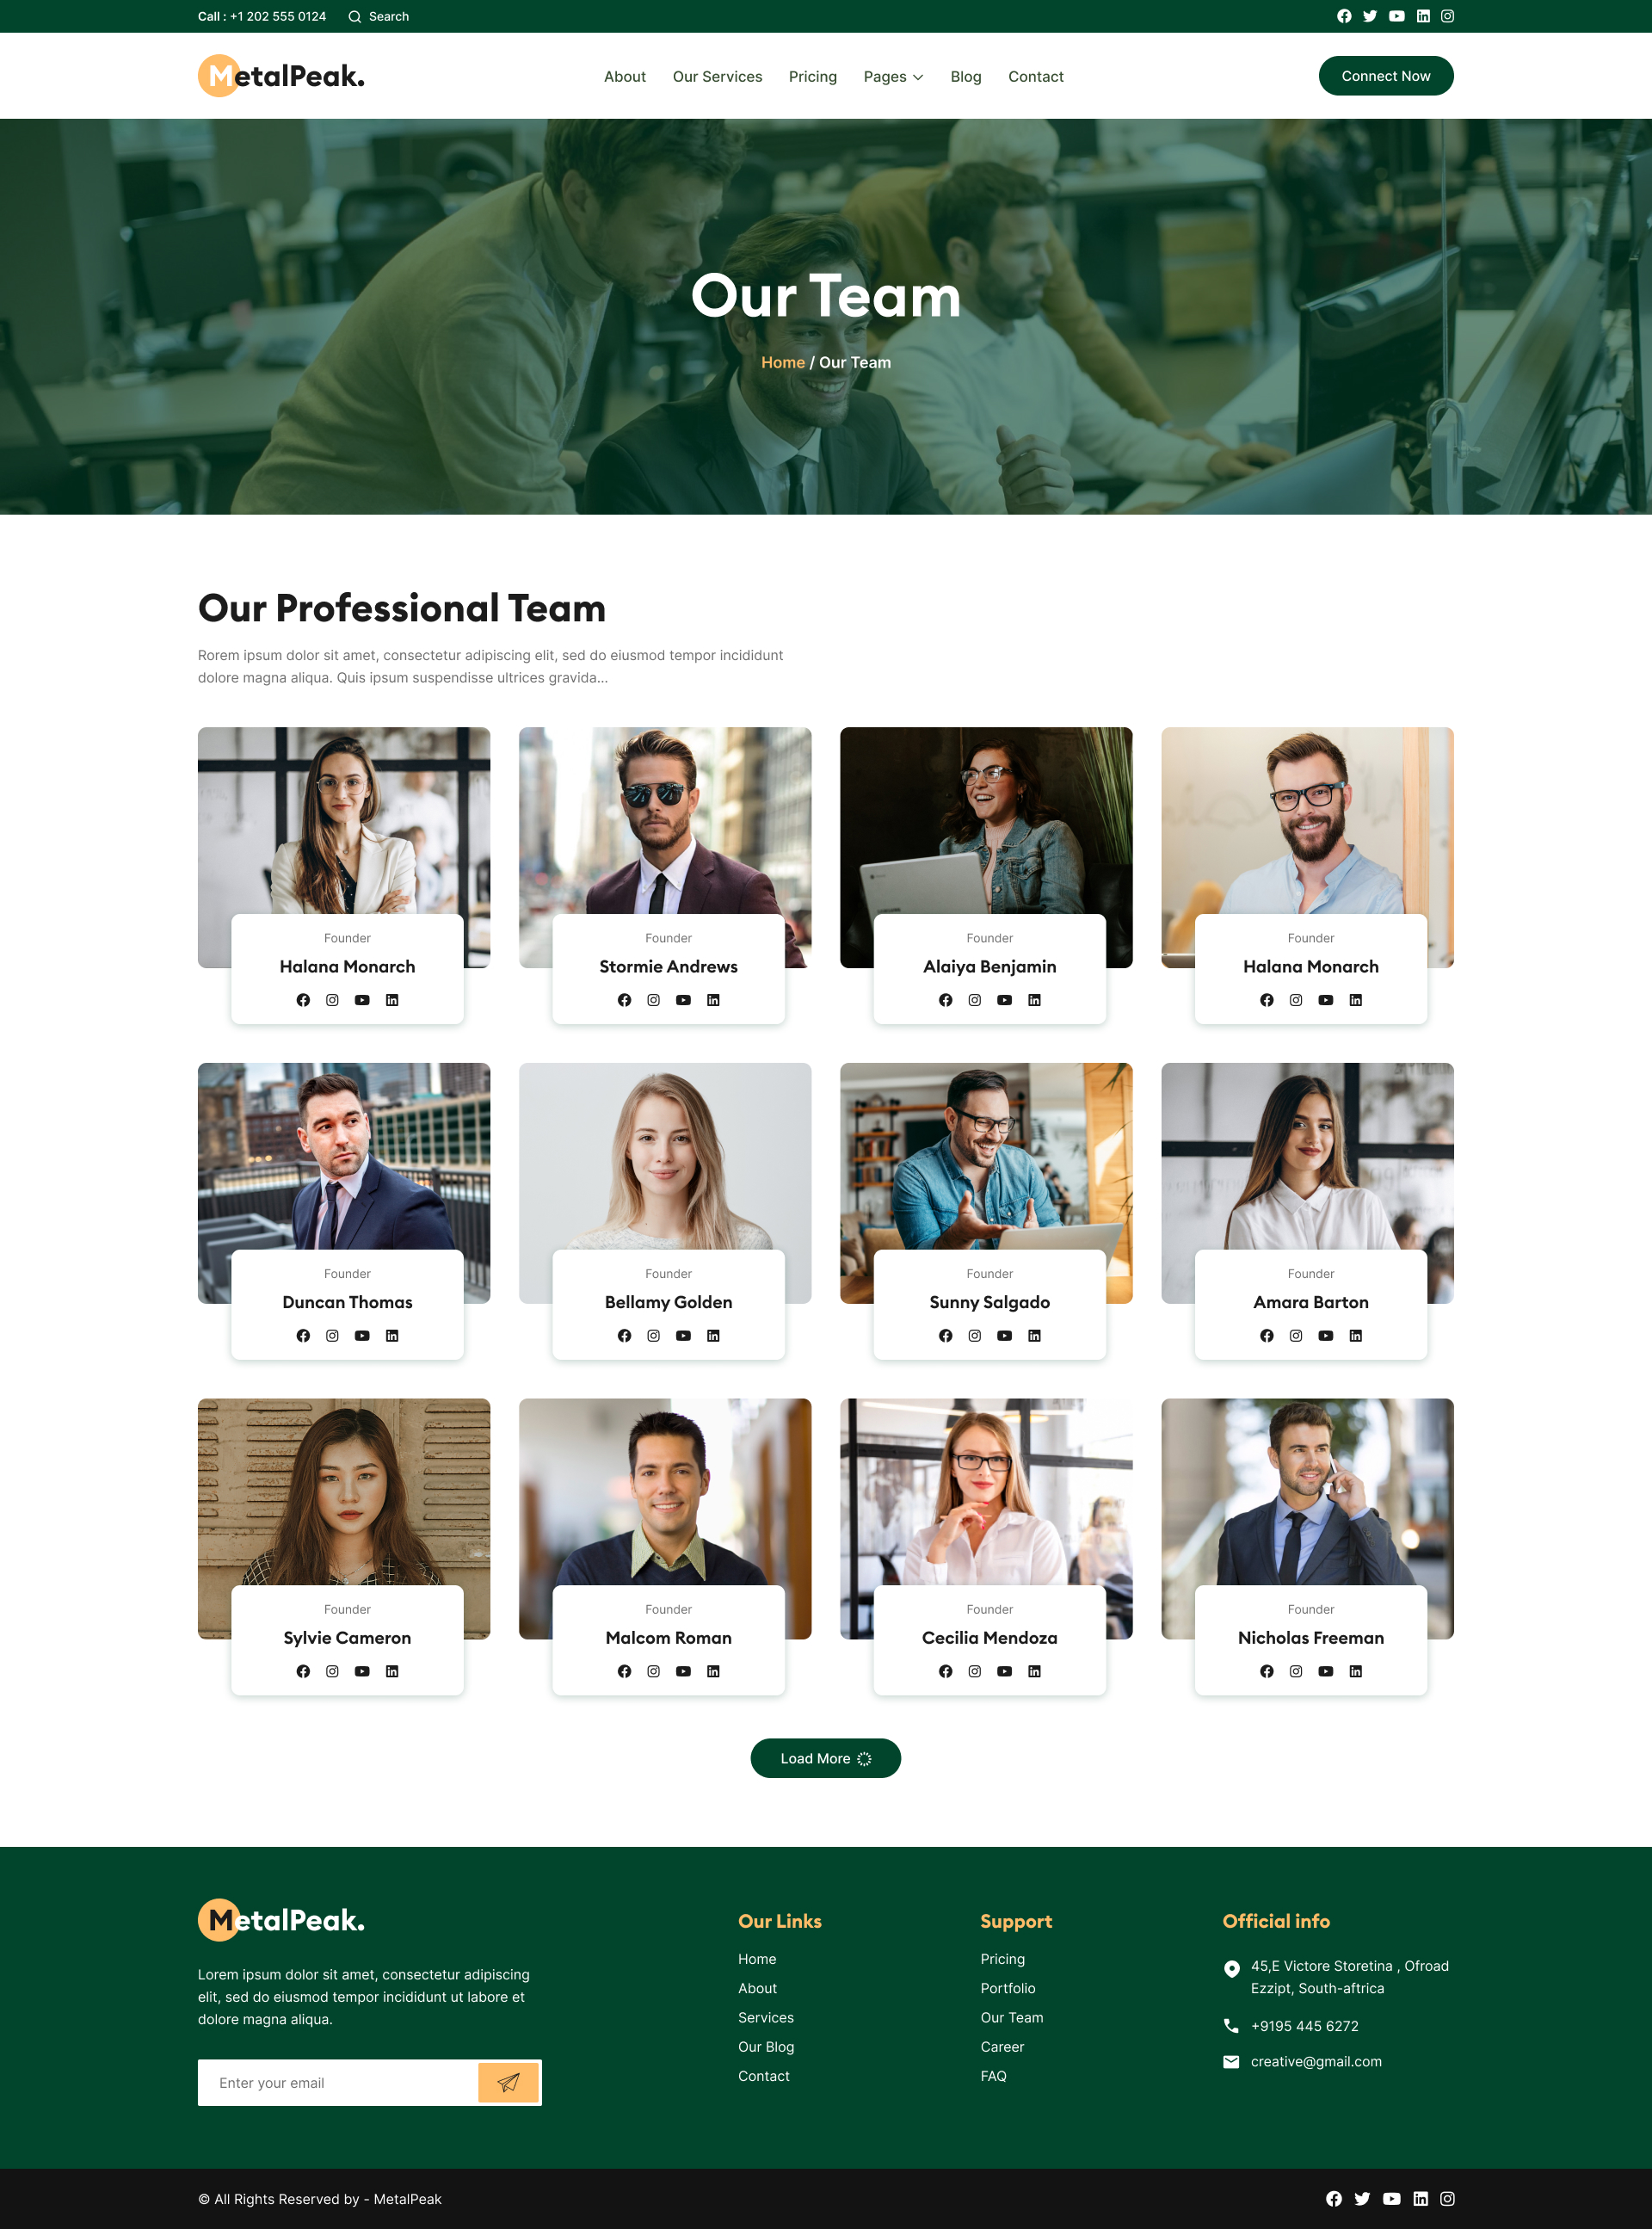 Call : +1 202 555 0124 Search
MetalPeak.
About Our Services Pricing Pages Blog Contact
Connect Now
Our Team
Home / Our Team
Our Professional Team
Rorem ipsum dolor sit amet, consectetur adipiscing elit, sed do eiusmod tempor incididunt
dolore magna aliqua. Quis ipsum suspendisse ultrices gravida...
Founder
Halana Monarch
Founder
Stormie Andrews
Founder
Alaiya Benjamin
Founder
Halana Monarch
Founder
Duncan Thomas
Founder
Bellamy Golden
Founder
Sunny Salgado
Founder
Amara Barton
Founder
Sylvie Cameron
Founder
Malcom Roman
Founder
Cecilia Mendoza
Founder
Nicholas Freeman
Load More
MetalPeak.
Lorem ipsum dolor sit amet, consectetur adipiscing
elit, sed do eiusmod tempor incididunt ut labore et
dolore magna aliqua.
Enter your email
Our Links
Home
About
Services
Our Blog
Contact
Support
Pricing
Portfolio
Our Team
Career
FAQ
Official info
45,E Victore Storetina , Ofroad
Ezzipt, South-aftrica
+9195 445 6272
creative@gmail.com
© All Rights Reserved by - MetalPeak